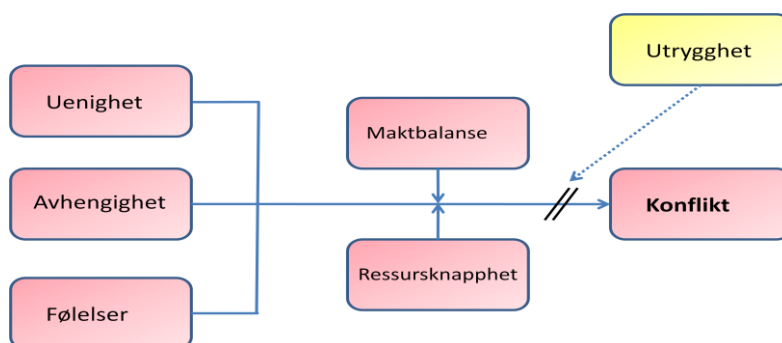 Utrygghet
Uenighet
Maktbalanse
Avhengighet
Konflikt
Ressursknapphet
Følelser